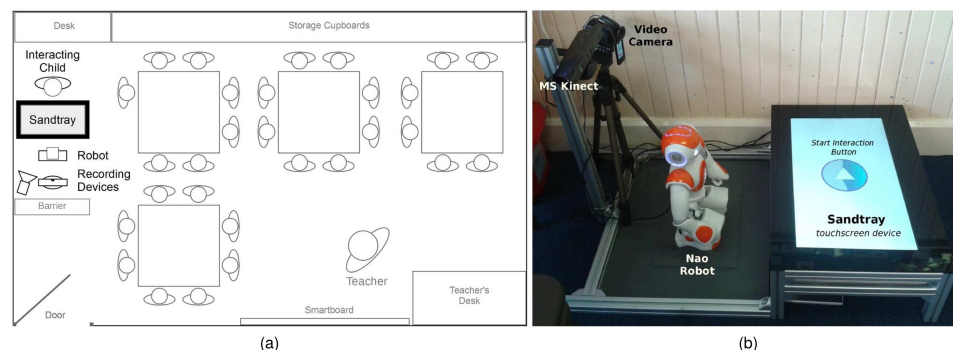 Desk
Storage Cupboards
Interacting
Child
Sandtray
Robot
Recording
Devices
Barrier
Door
Teacher
Teacher's
Desk
Smartboard
(a)
Video
Camera
MS Kinect
Start Interaction
Button
Sandtray
touchscreen device
Nao
Robot
(b)